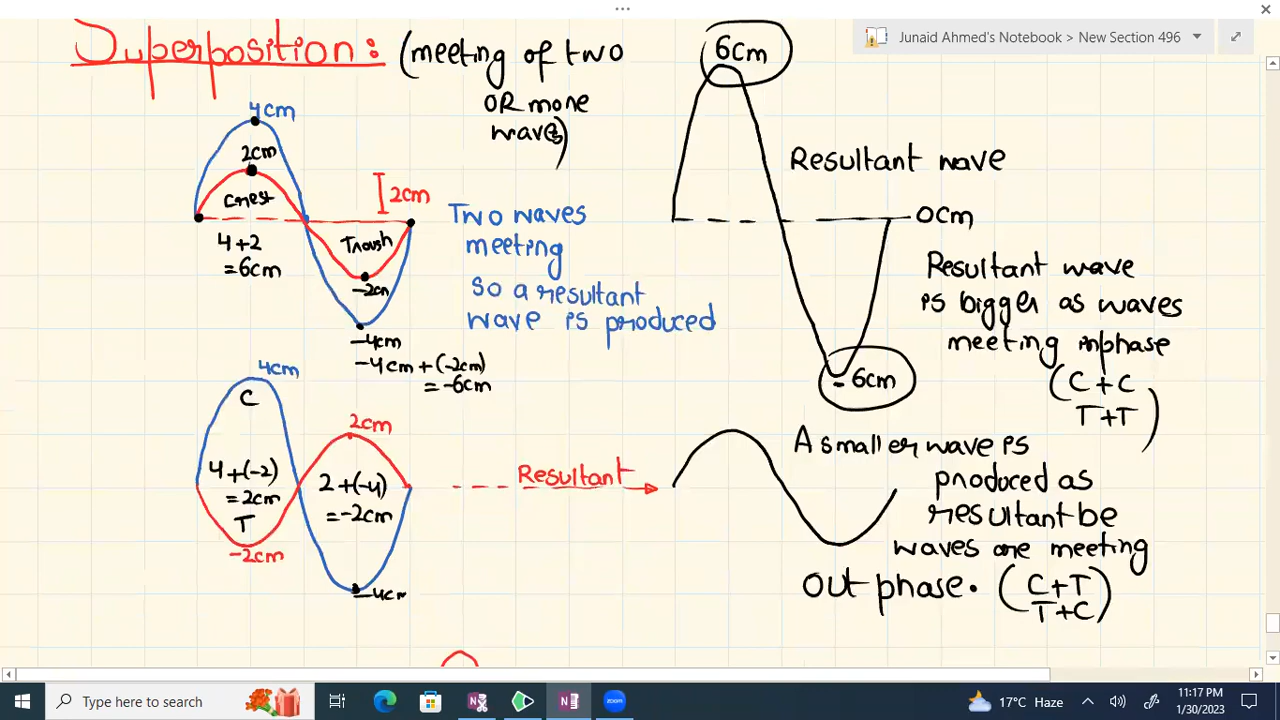 Junaid Ahmed's Notebook > New Section 496
Superposition: (meeting of two
OR more
waves)
4cm
2cm
Crest
4+2
=6cm
2cm
Trough
-2cm
-4cm
-4cm+(-2cm)
=-6cm
Two waves
meeting
so a resultant
wave is produced
6cm
Resultant wave
0cm
-6cm
Resultant wave
is bigger as waves
meeting inphase
(C+C
T+T)
4cm
C
4+(-2)
=2cm
T
-2cm
2cm
2+(-4)
=-2cm
-4cm
Resultant
A smaller wave is
produced as
resultant be
waves are meeting
out phase. (C+T)
T+C
Type here to search
zoom
17°C Haze
11:17 PM
1/30/2023